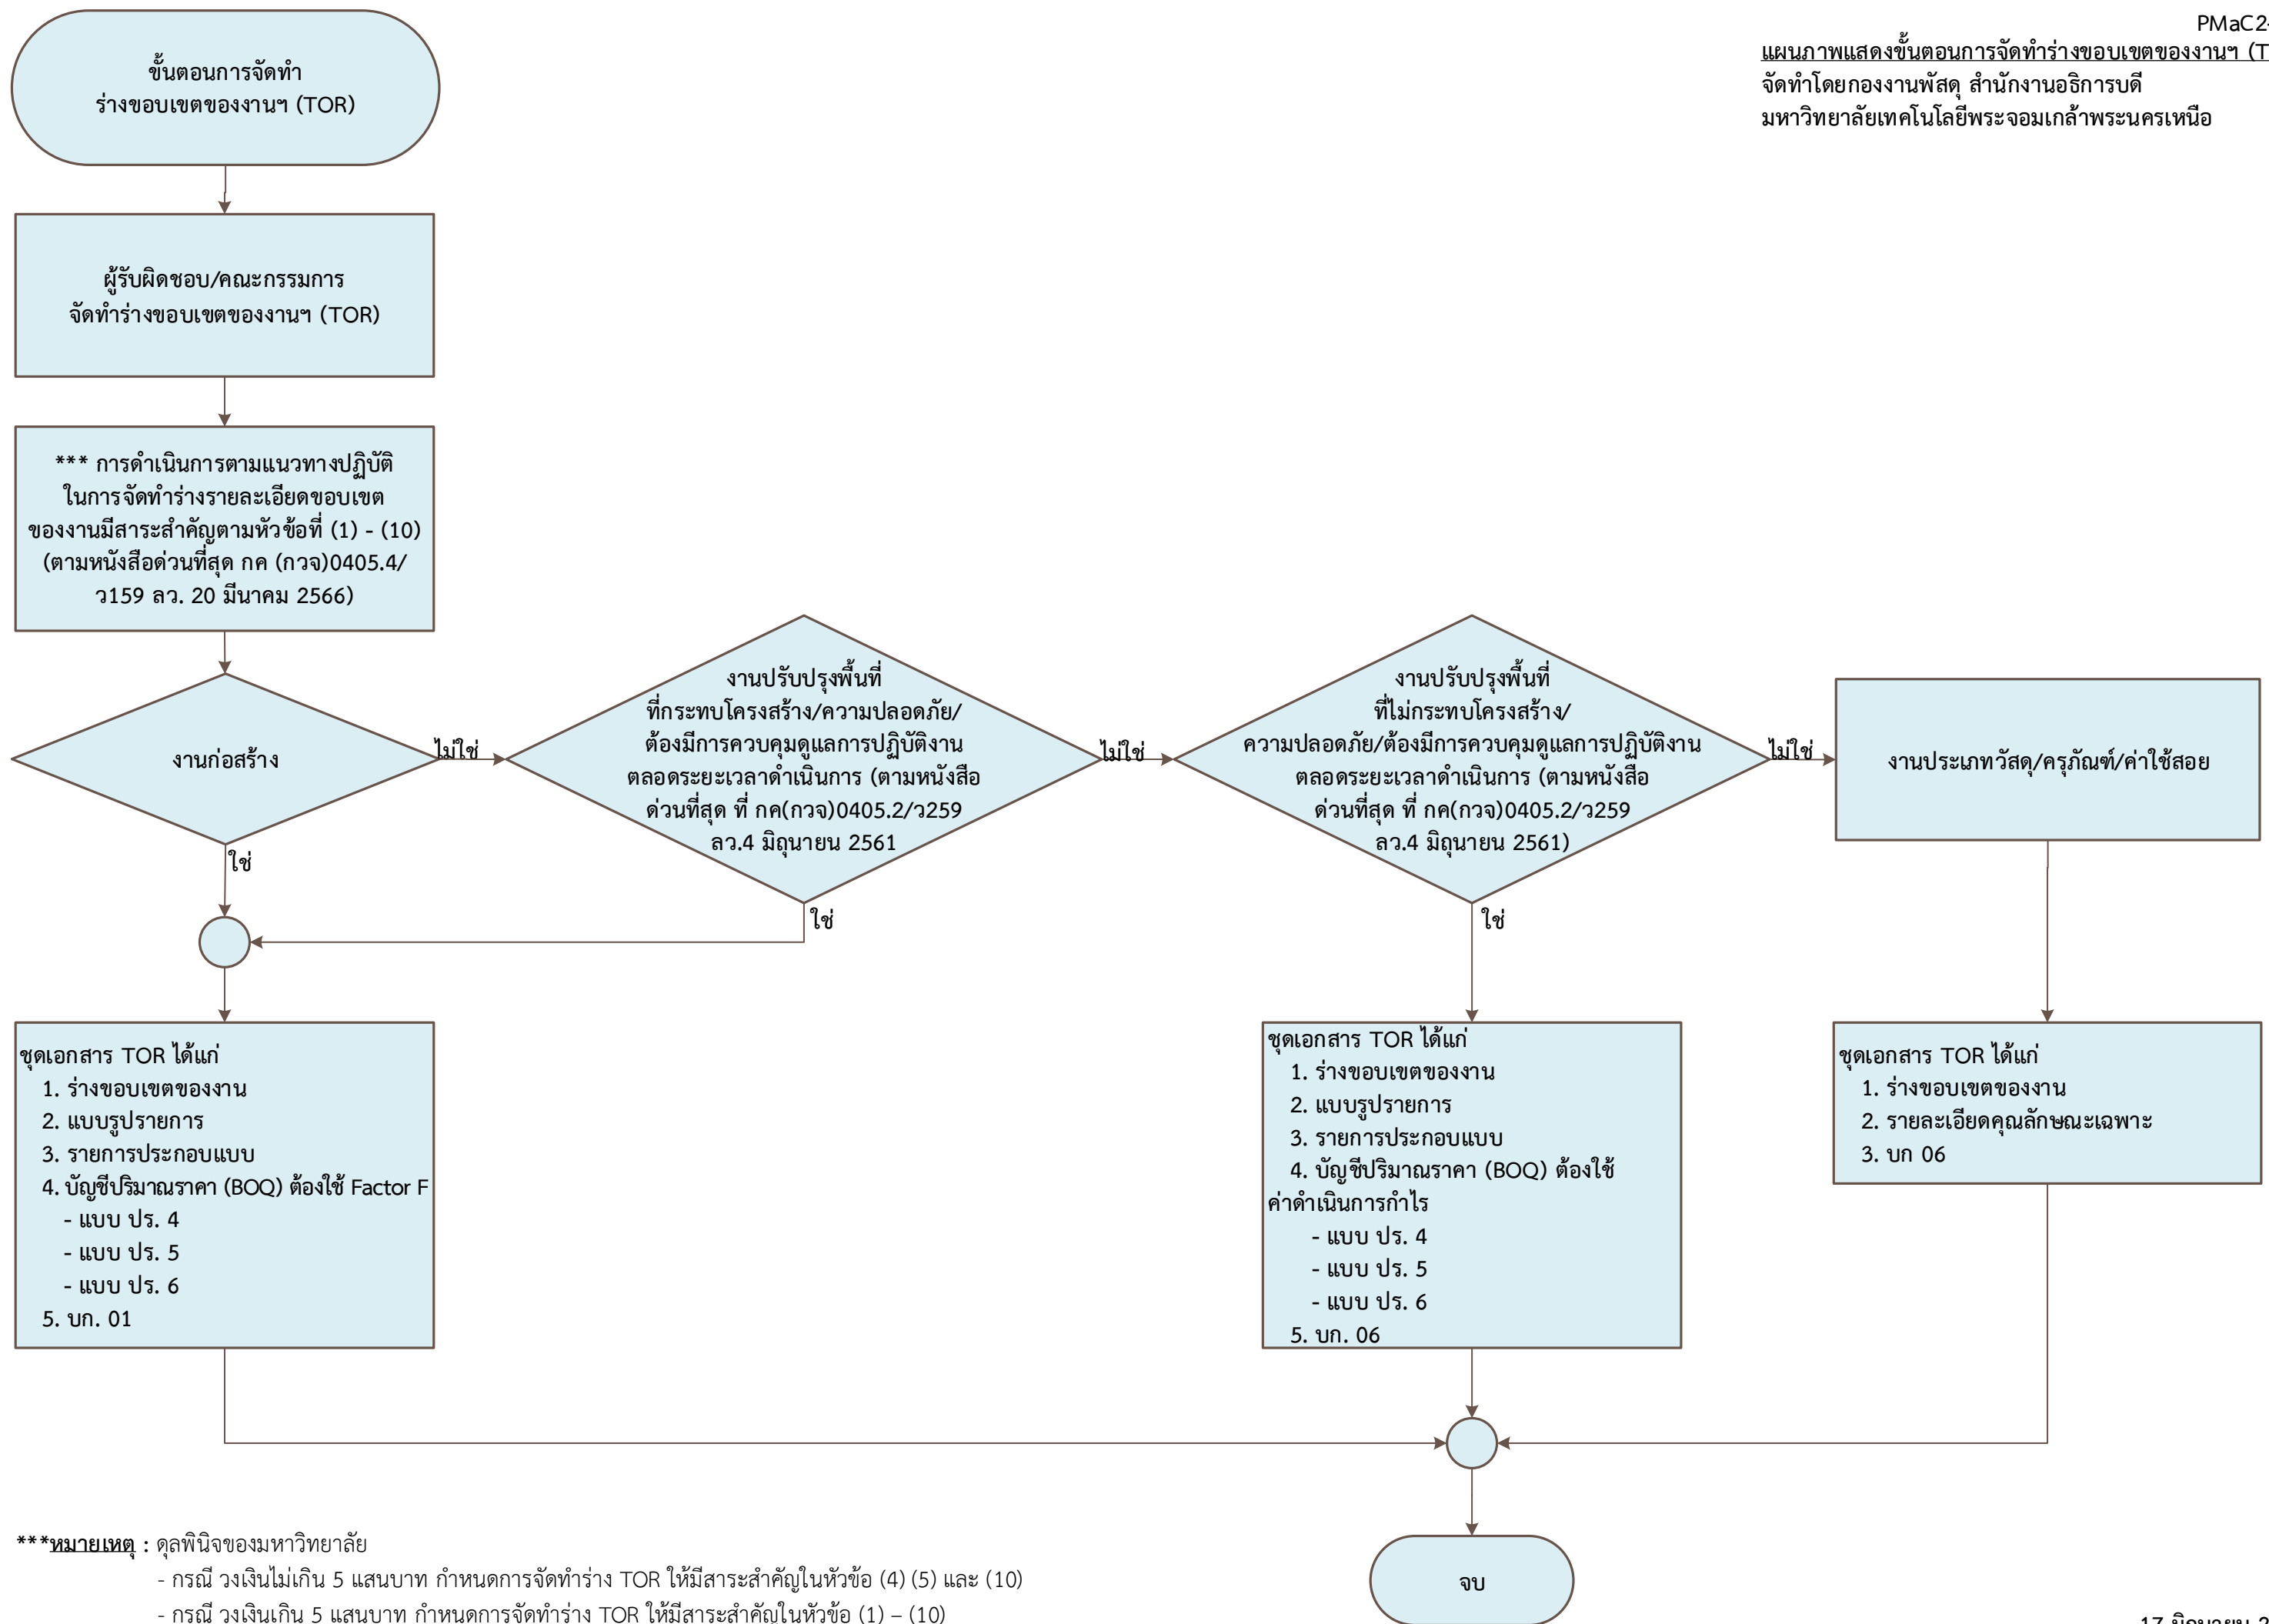 PMaC2-
แผนภาพแสดงขั้นตอนการจัดทำร่างขอบเขตของงานฯ (T
จัดทำโดยกองงานพัสดุ สำนักงานอธิการบดี
มหาวิทยาลัยเทคโนโลยีพระจอมเกล้าพระนครเหนือ
ขั้นตอนการจัดทำ
ร่างขอบเขตของงานฯ (TOR)
ผู้รับผิดชอบ/คณะกรรมการ
จัดทำร่างขอบเขตของงานฯ (TOR)
*** การดำเนินการตามแนวทางปฏิบัติ
ในการจัดทำร่างรายละเอียดขอบเขต
ของงานมีสาระสำคัญตามหัวข้อที่ (1) - (10)
(ตามหนังสือด่วนที่สุด กค (กวจ)0405.4/
ว159 ลว. 20 มีนาคม 2566)
งานก่อสร้าง
ไม่ใช่
ใช่
งานปรับปรุงพื้นที่
ที่กระทบโครงสร้าง/ความปลอดภัย/
ต้องมีการควบคุมดูแลการปฏิบัติงาน
ตลอดระยะเวลาดำเนินการ (ตามหนังสือ
ด่วนที่สุด ที่ กค(กวจ)0405.2/ว259
ลว.4 มิถุนายน 2561
ไม่ใช่
ใช่
งานปรับปรุงพื้นที่
ที่ไม่กระทบโครงสร้าง/
ความปลอดภัย/ต้องมีการควบคุมดูแลการปฏิบัติงาน
ตลอดระยะเวลาดำเนินการ (ตามหนังสือ
ด่วนที่สุด ที่ กค(กวจ)0405.2/ว259
ลว.4 มิถุนายน 2561)
ไม่ใช่
ใช่
งานประเภทวัสดุ/ครุภัณฑ์/ค่าใช้สอย
ชุดเอกสาร TOR ได้แก่
1. ร่างขอบเขตของงาน
2. แบบรูปรายการ
3. รายการประกอบแบบ
4. บัญชีปริมาณราคา (BOQ) ต้องใช้ Factor F
- แบบ ปร. 4
- แบบ ปร. 5
- แบบ ปร. 6
5. บก. 01
ชุดเอกสาร TOR ได้แก่
1. ร่างขอบเขตของงาน
2. แบบรูปรายการ
3. รายการประกอบแบบ
4. บัญชีปริมาณราคา (BOQ) ต้องใช้
ค่าดำเนินการกำไร
- แบบ ปร. 4
- แบบ ปร. 5
- แบบ ปร. 6
5. บก. 06
ชุดเอกสาร TOR ได้แก่
1. ร่างขอบเขตของงาน
2. รายละเอียดคุณลักษณะเฉพาะ
3. บก 06
จบ
***หมายเหตุ : ดุลพินิจของมหาวิทยาลัย
- กรณี วงเงินไม่เกิน 5 แสนบาท กำหนดการจัดทำร่าง TOR ให้มีสาระสำคัญในหัวข้อ (4) (5) และ (10)
- กรณี วงเงินเกิน 5 แสนบาท กำหนดการจัดทำร่าง TOR ให้มีสาระสำคัญในหัวข้อ (1) – (10)
17 มิถุนายน 2